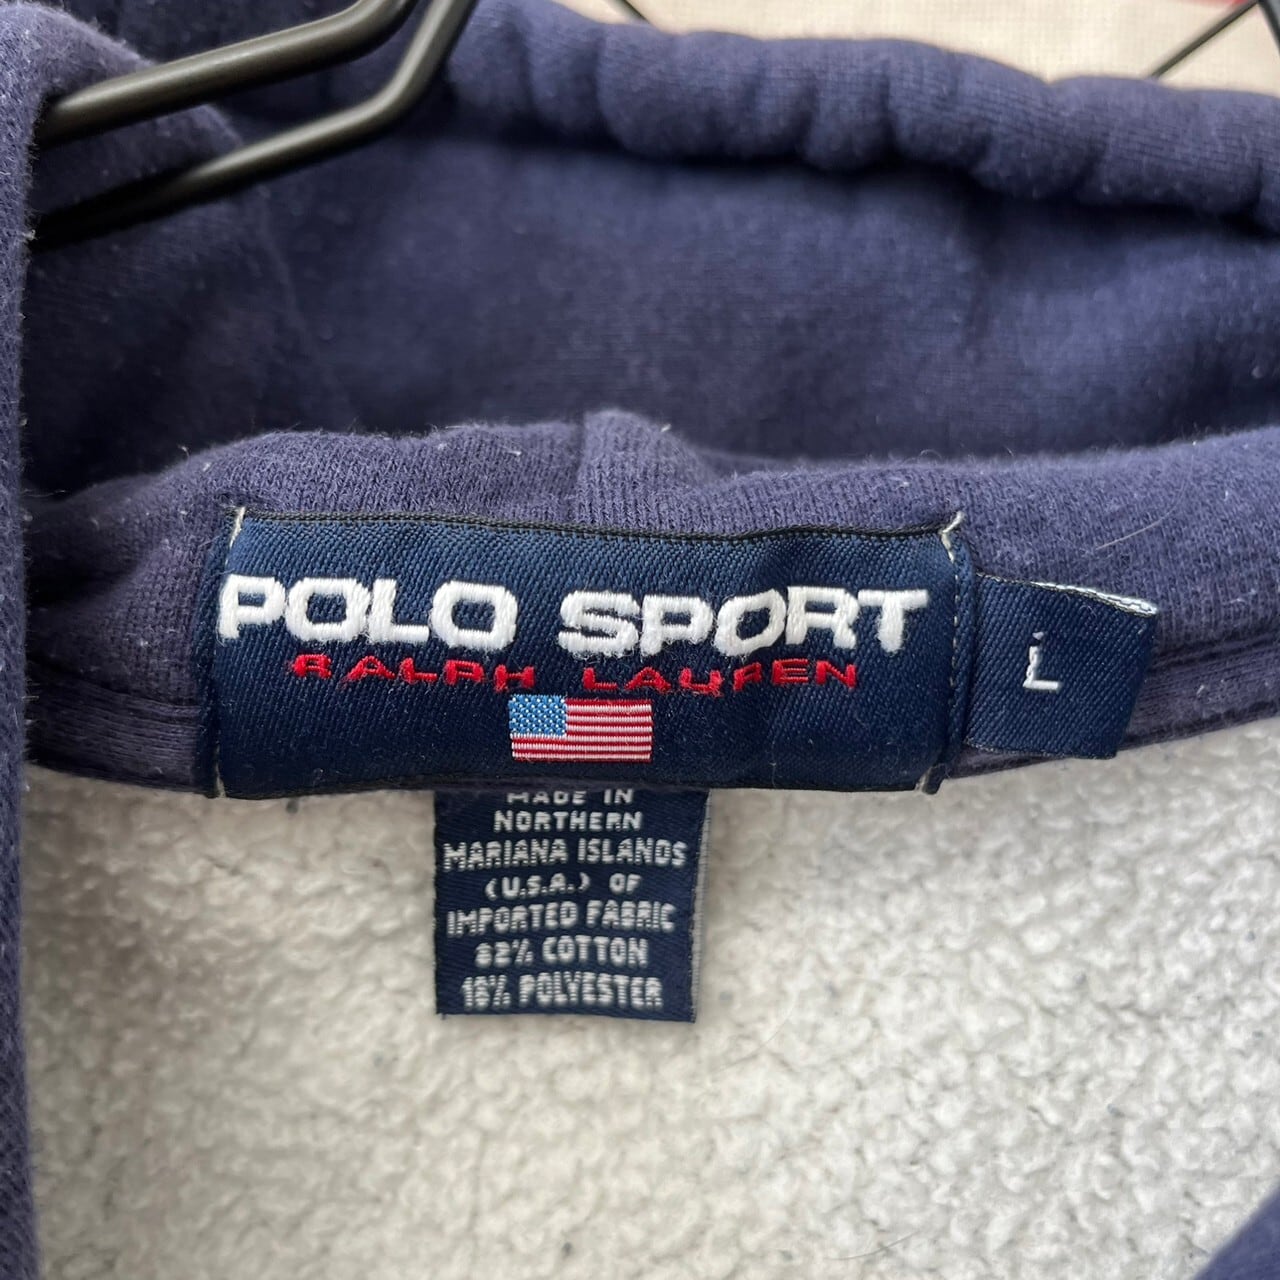 POLO SPORT
RALPH LAUREN
L
MADE IN
NORTHERN
MARIANA ISLANDS
(U.S.A.) OF
IMPORTED FABRIC
82% COTTON
18% POLYESTER